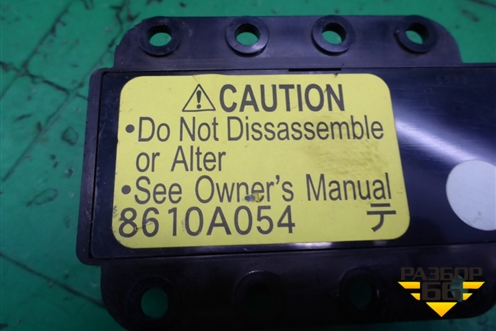 CAUTION
•Do Not Dissassemble
or Alter
•See Owner's Manual
8610A054 テ
РАЗБОР
66